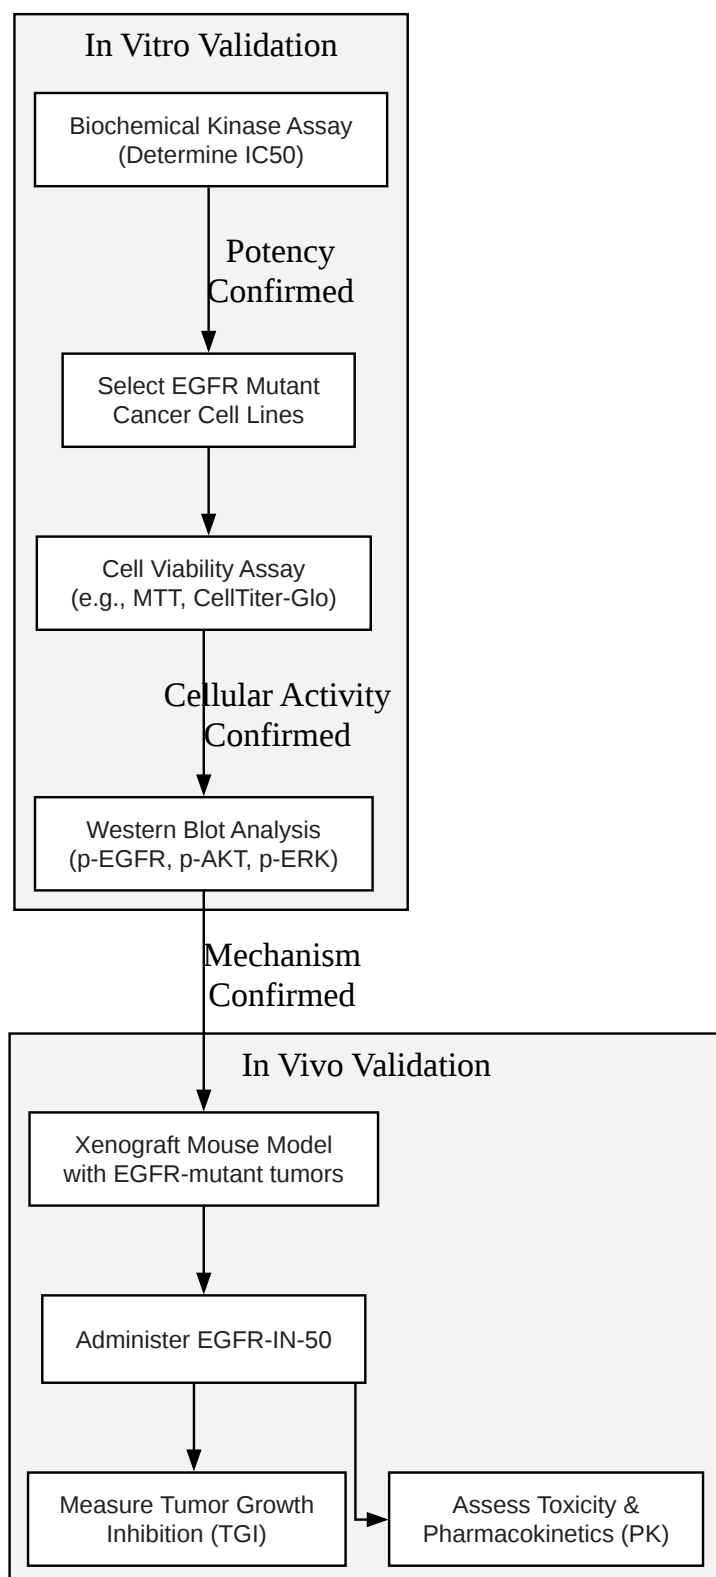 In Vitro Validation
Biochemical Kinase Assay
(Determine IC50)
Potency
Confirmed
Select EGFR Mutant
Cancer Cell Lines
Cell Viability Assay
(e.g., MTT, CellTiter-Glo)
Cellular Activity
Confirmed
Western Blot Analysis
(p-EGFR, p-AKT, p-ERK)
Mechanism
Confirmed
In Vivo Validation
Xenograft Mouse Model
with EGFR-mutant tumors
Administer EGFR-IN-50
Measure Tumor Growth
Inhibition (TGI)
Assess Toxicity &
Pharmacokinetics (PK)